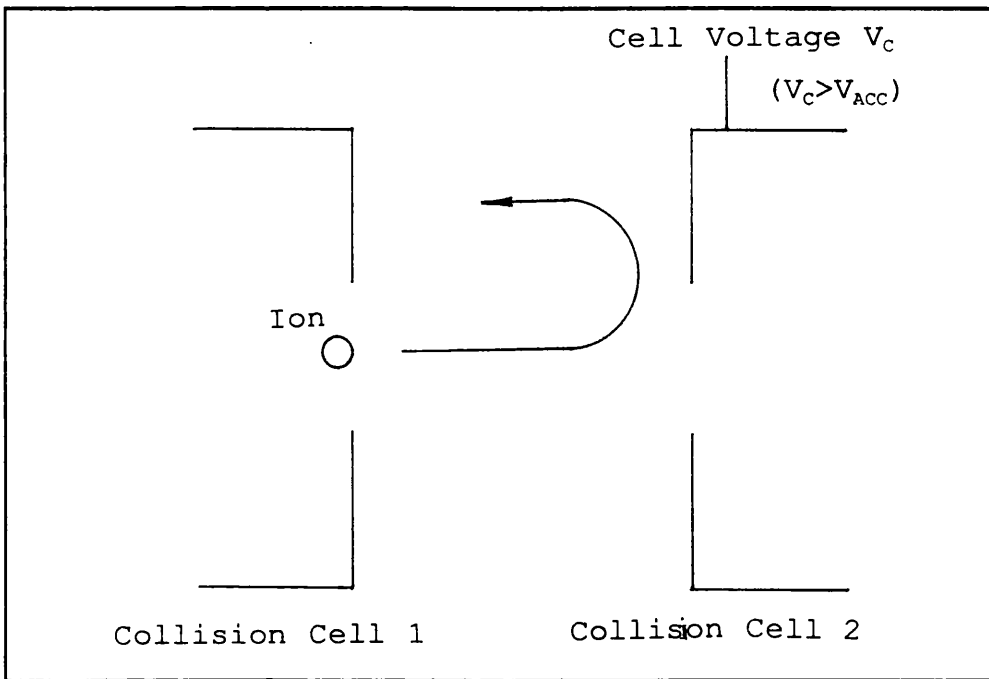 Cell Voltage V_C
(V_C>V_ACC)
Ion
Collision Cell 1
Collision Cell 2